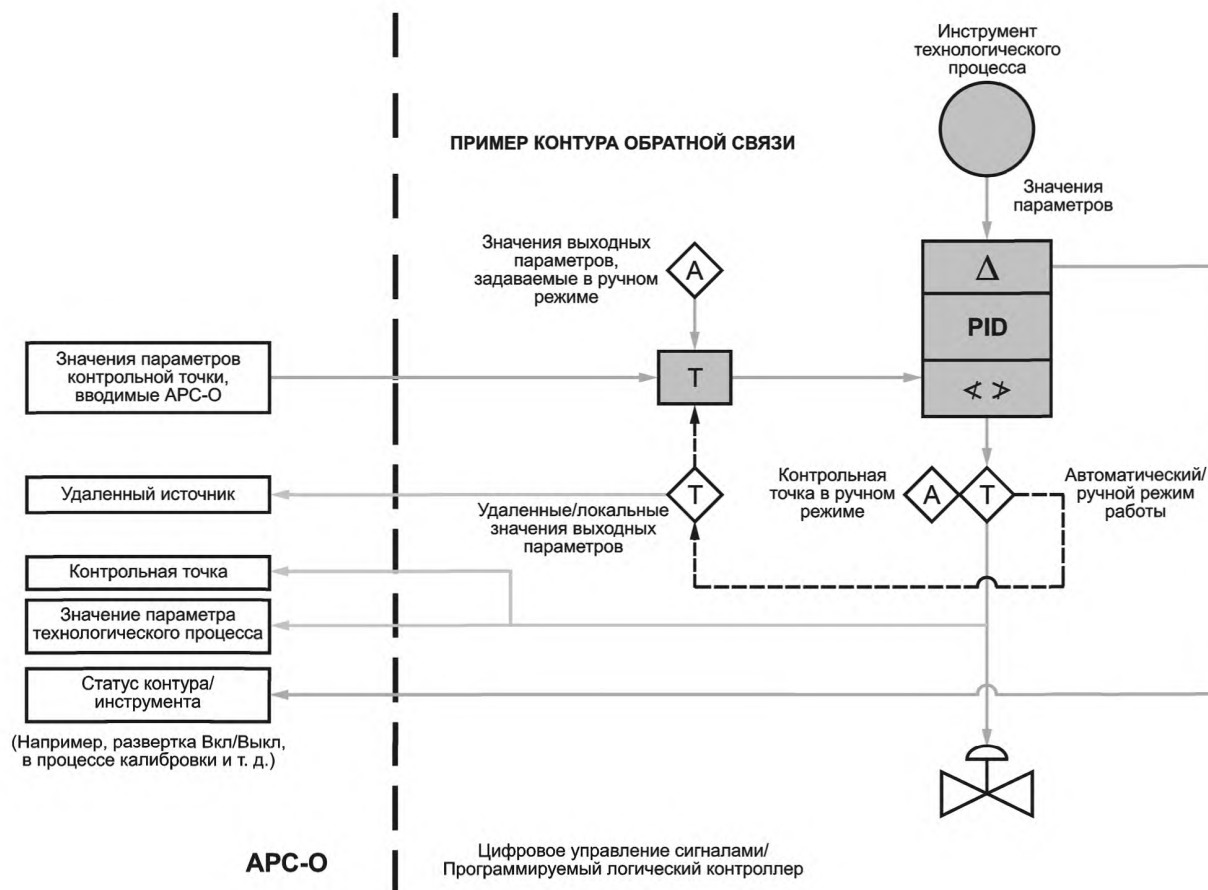 Инструмент
технологического
процесса
ПРИМЕР КОНТУРА ОБРАТНОЙ СВЯЗИ
Значения
параметров
Значения выходных
параметров,
задаваемые в ручном
режиме
A
Δ
PID
≮ ≯
Значения параметров
контрольной точки,
вводимые АРС-О
T
Удаленный источник
T
Удаленные/локальные
значения выходных
параметров
Контрольная
точка в ручном
режиме
A
T
Автоматический/
ручной режим
работы
Контрольная точка
Значение параметра
технологического процесса
Статус контура/
инструмента
(Например, развертка Вкл/Выкл,
в процессе калибровки и т. д.)
АРС-О
Цифровое управление сигналами/
Программируемый логический контроллер